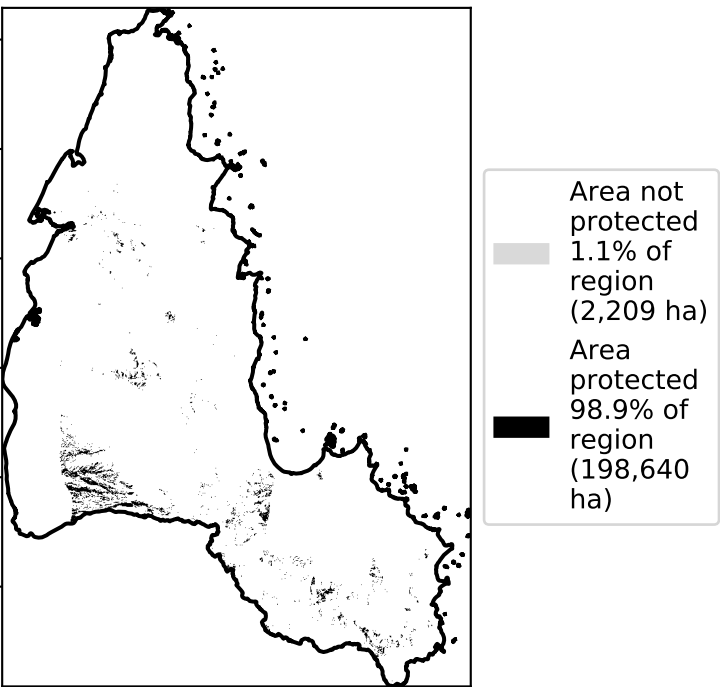 Area not
protected
1.1% of
region
(2,209 ha)
Area
protected
98.9% of
region
(198,640
ha)